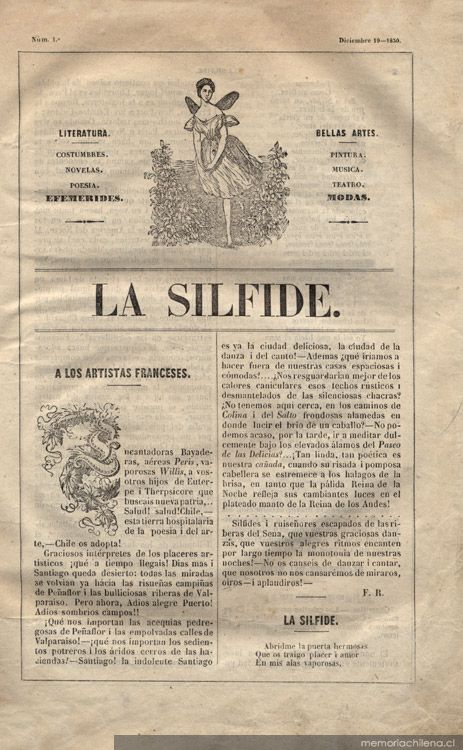 Núm. 1.º
Diciembre 19—1850.
LITERATURA.
COSTUMBRES.
NOVELAS.
POESIA.
EFEMERIDES.
BELLAS ARTES.
PINTURA.
MUSICA.
TEATRO.
MODAS.
LA SILFIDE.
A LOS ARTISTAS FRANCESES.
ncantadoras Bayade-
ras, aéreas Peris, va-
porosas Willis, a vos-
otros hijos de Euter-
pe i Therpsicore que
buscais nueva patria,..
Salud! salud! Chile,—
esta tierra hospitalaria
de la poesia i del ar-
te,—Chile os adopta!
Graciosos intérpretes de los placeres ar-
tisticos ¡qué a tiempo llegais! Dias mas i
Santiago queda desierto: todas las miradas
se volvian ya hácia las risueñas campiñas
de Peñaflor i las bulliciosas riberas de Val-
paraiso. Pero ahora, Adios alegre Puerto!
Adios sombrios campos!!
¡Qué nos importan las acequias pedre-
gosas de Peñaflor i las empolvadas calles de
Valparaiso!—¡qué nos importan los sedien-
tos potreros i los áridos cerros de las ha-
ciendas!—Santiago! la indolente Santiago
es ya la ciudad deliciosa, la ciudad de la
danza i del canto!—Ademas ¿qué iriamos a
hacer fuera de nuestras casas espaciosas i
cómodas?....¿Nos resguardarian mejor de los
calores caniculares esos techos rústicos i
desmantelados de las silenciosas chacras?
¿No tenemos aqui cerca, en los caminos de
Colina i del Salto frondosas alamedas en
donde lucir el brio de un caballo?—No po-
demos acaso, por la tarde, ir a meditar dul-
cemente bajo los elevados álamos del Paseo
de las Delicias?...¡Tan linda, tan poética es
nuestra cañada, cuando su risada i pomposa
cabellera se estremece a los halagos de la
brisa, en tanto que la pálida Reina de la
Noche refleja sus cambiantes luces en el
plateado manto de la Reina de los Andes!
Silfides i ruiseñores escapados de las ri-
beras del Sena, que vuestras graciosas dan-
zas, que vuestros alegres ritmos encanten
por largo tiempo la monotonia de nuestras
noches!—No os canseis de danzar i cantar,
que nosotros no nos cansarémos de miraros,
oiros—i aplaudiros!—
F. R.
LA SILFIDE.
Abridme la puerta hermosas
Que os traigo placer i amor
En mis alas vaporosas,
memoriachilena.cl